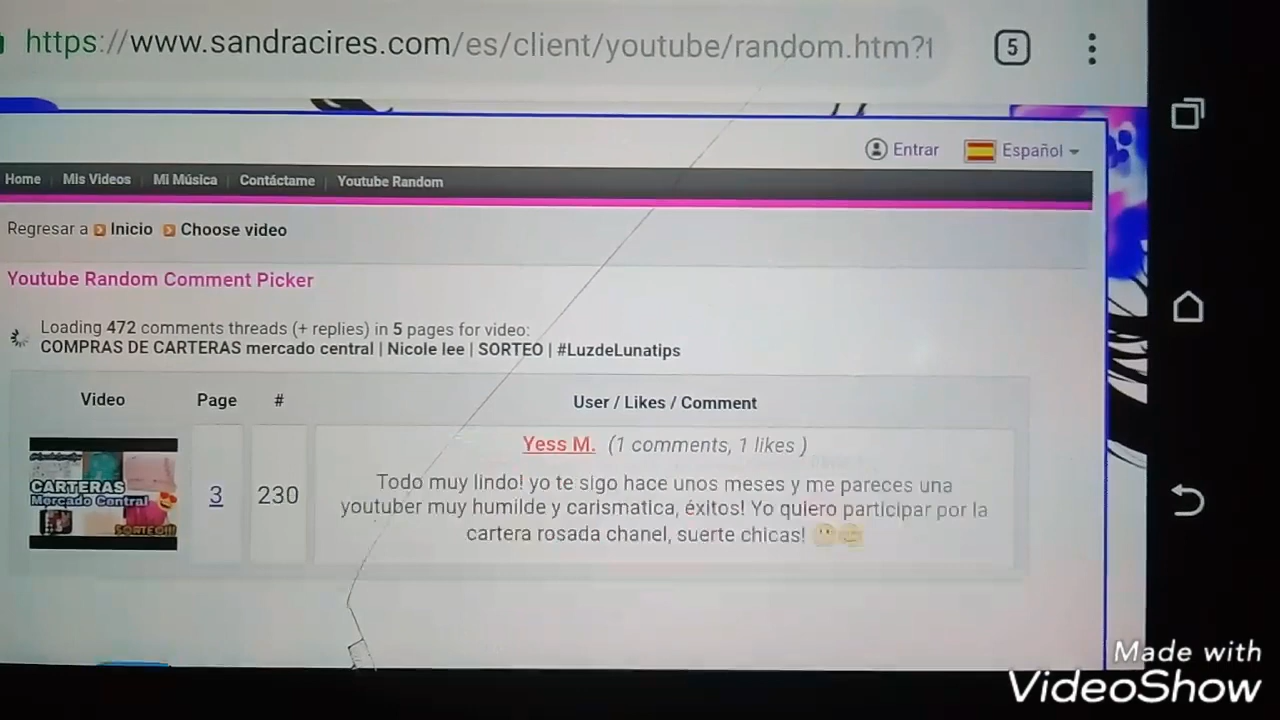 https://www.sandracires.com/es/client/youtube/random.htm?
5
Entrar Español
Home Mis Videos Mi Música Contáctame Youtube Random
Regresar a Inicio Choose video
Youtube Random Comment Picker
Loading 472 comments threads (+ replies) in 5 pages for video:
COMPRAS DE CARTERAS mercado central | Nicole lee | SORTEO | #LuzdeLunatips
Video Page # User / Likes / Comment
Yess M. (1 comments, 1 likes )
CARTERAS
Mercado Central
SORTEO!!!
3 230
Todo muy lindo! yo te sigo hace unos meses y me pareces una
youtuber muy humilde y carismatica, éxitos! Yo quiero participar por la
cartera rosada chanel, suerte chicas!
Made with
VideoShow